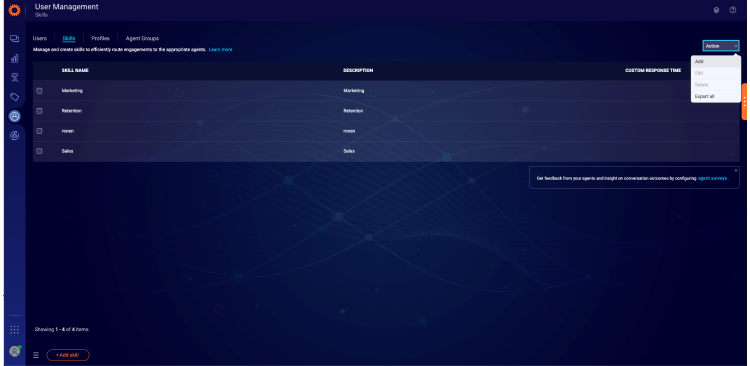 User Management
Skills
Users Skills Profiles Agent Groups
Manage and create skills to efficiently route engagements to the appropriate agents. Learn more
Action
Add
Edit
Delete
Export all
SKILL NAME DESCRIPTION CUSTOM RESPONSE TIME
Marketing Marketing
Retention Retention
ronen ronen
Sales Sales
Get feedback from your agents and insight on conversation outcomes by configuring agent surveys.
Showing 1 - 4 of 4 items
+Add skill